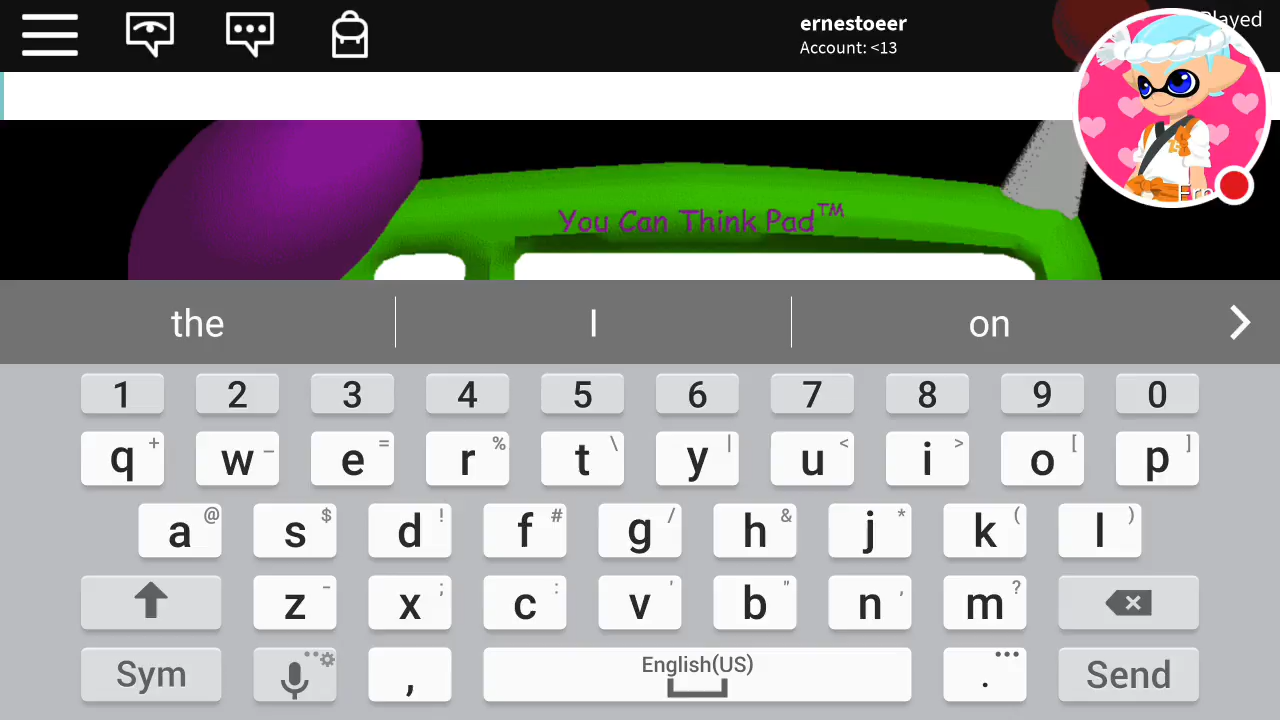 ernestoeer
Account: <13
Played
You Can Think Pad™
the I on
1 2 3 4 5 6 7 8 9 0
q + w _ e = r % t \ y | u < i > o [ p ]
a @ s $ d ! f # g / h & j * k ( l )
z - x ; c : v ' b " n , m ?
Sym , English(US) . Send